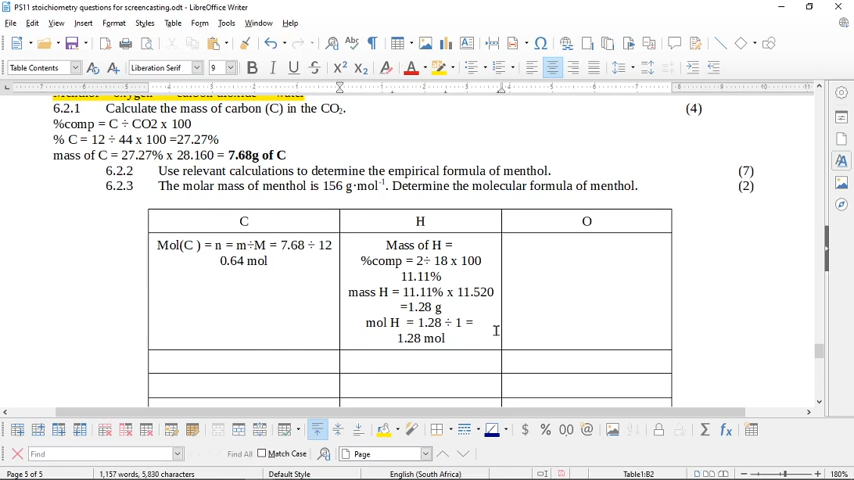 PS11 stoichiometry questions for screencasting.odt - LibreOffice Writer
File Edit View Insert Format Styles Table Form Tools Window Help
Table Contents Liberation Serif 9
6.2.1 Calculate the mass of carbon (C) in the CO2. (4)
%comp = C ÷ CO2 x 100
% C = 12 ÷ 44 x 100 =27.27%
mass of C = 27.27% x 28.160 = 7.68g of C
6.2.2 Use relevant calculations to determine the empirical formula of menthol. (7)
6.2.3 The molar mass of menthol is 156 g·mol-1. Determine the molecular formula of menthol. (2)
C H O
Mol(C ) = n = m÷M = 7.68 ÷ 12
0.64 mol
Mass of H =
%comp = 2÷ 18 x 100
11.11%
mass H = 11.11% x 11.520
=1.28 g
mol H = 1.28 ÷ 1 =
1.28 mol
Find Find All Match Case Page
Page 5 of 5 1,157 words, 5,830 characters Default Style English (South Africa) Table1:B2 180%